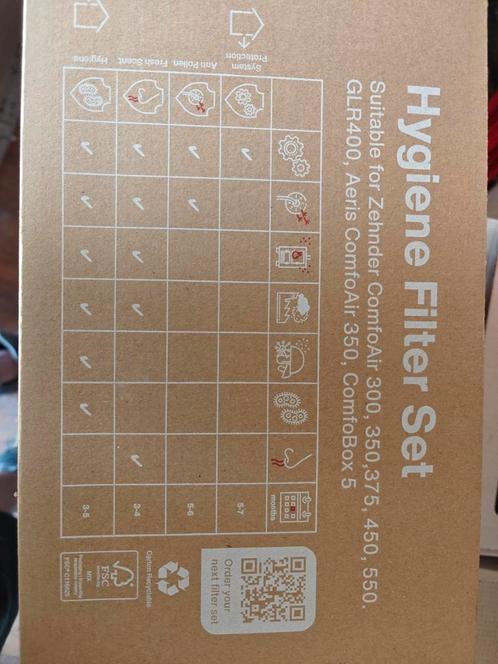 Hygiene Filter Set
Suitable for Zehnder ComfoAir 300, 350,375, 450, 550.
GLR400, Aeris ComfoAir 350, ComfoBox 5
months
System
Protection
5-7
Anti Pollen
5-6
Fresh Scent
3-4
Hygiene
3-5
Order your
next filter set
Carton Recyclable
FSC
MIX